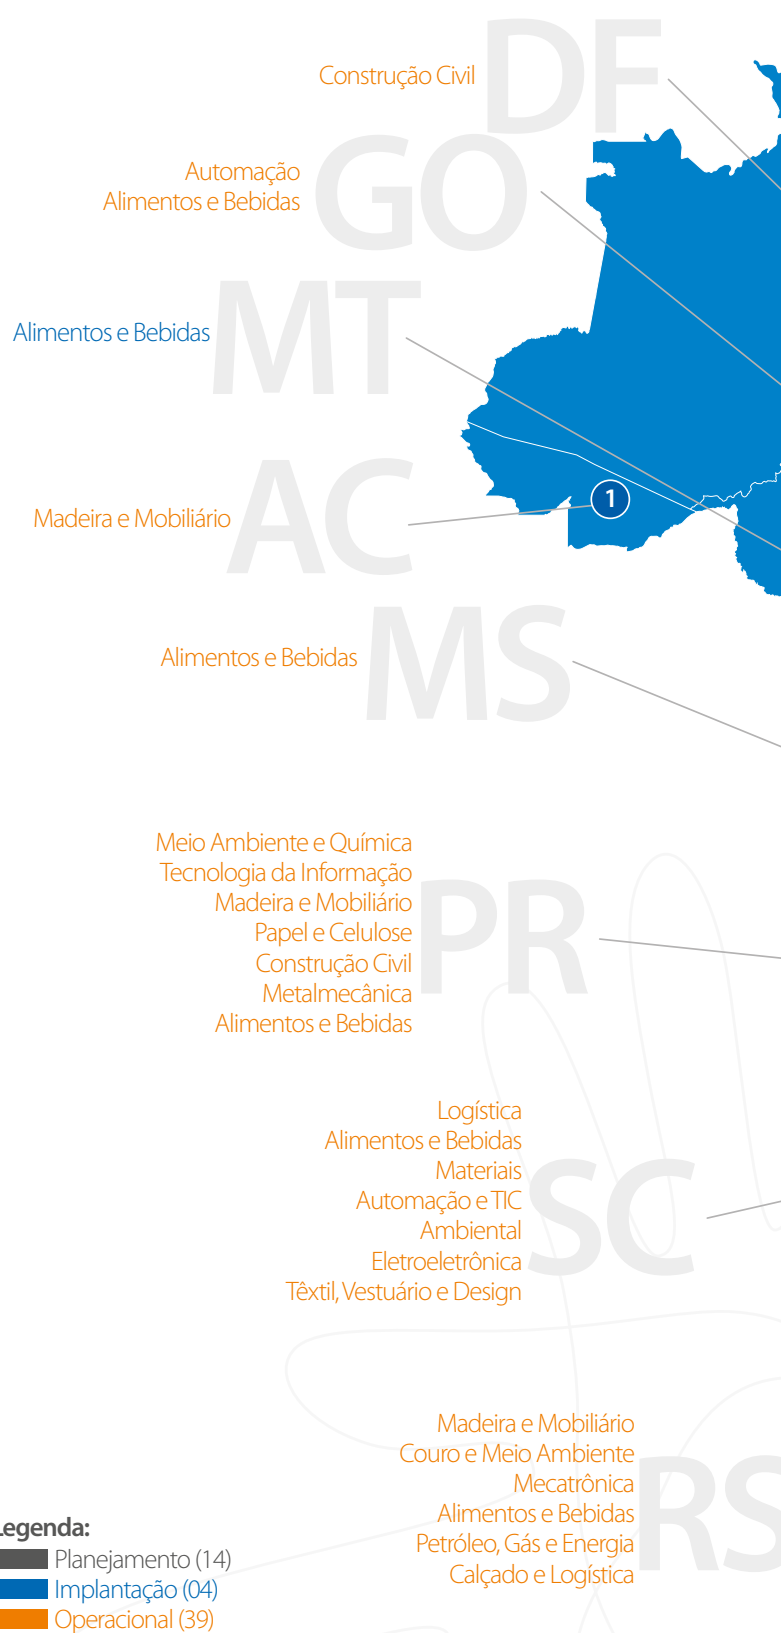 DF
Construção Civil
GO
Automação
Alimentos e Bebidas
MT
Alimentos e Bebidas
AC
1
Madeira e Mobiliário
MS
Alimentos e Bebidas
Meio Ambiente e Química
Tecnologia da Informação
Madeira e Mobiliário
PR
Papel e Celulose
Construção Civil
Metalmecânica
Alimentos e Bebidas
Logística
Alimentos e Bebidas
Materiais
SC
Automação e TIC
Ambiental
Eletroeletrônica
Têxtil, Vestuário e Design
Madeira e Mobiliário
Couro e Meio Ambiente
Mecatrônica
RS
Alimentos e Bebidas
Petróleo, Gás e Energia
Calçado e Logística
Legenda:
Planejamento (14)
Implantação (04)
Operacional (39)